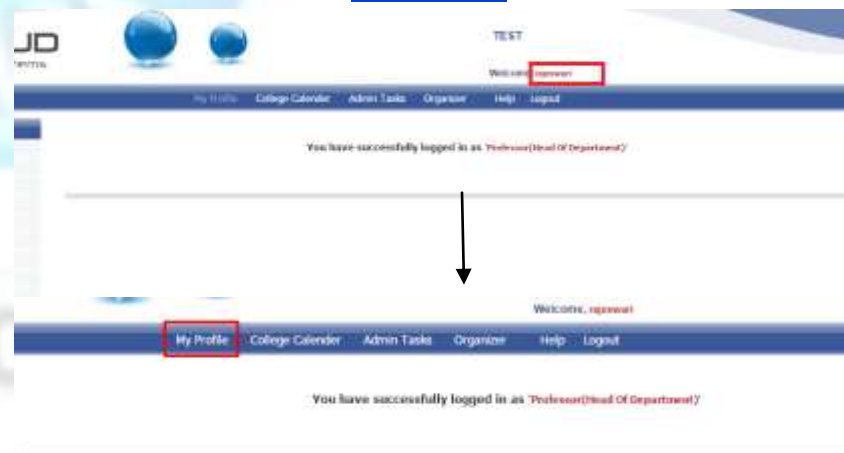 UD
TEST
Welcome,
My Profile College Calender Admin Tasks Organizer Help Logout
You have successfully logged in as 'Professor(Head Of Department)'
Welcome,
My Profile College Calender Admin Tasks Organizer Help Logout
You have successfully logged in as 'Professor(Head Of Department)'